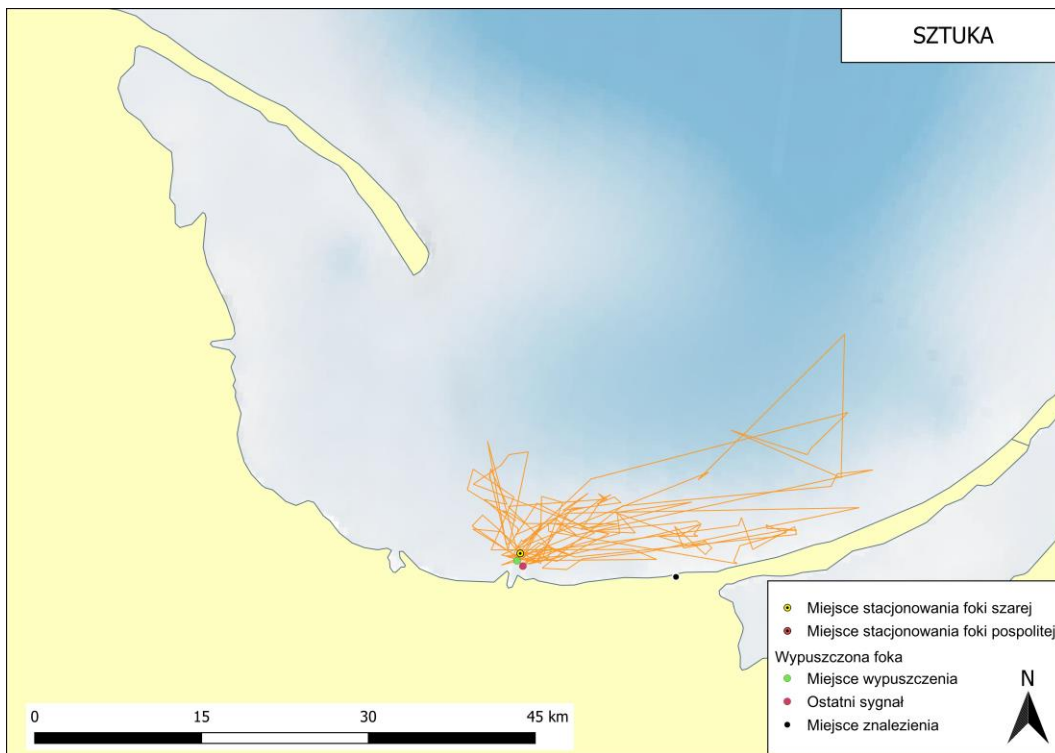 SZTUKA
Miejsce stacjonowania foki szarej
Miejsce stacjonowania foki pospolitej
Wypuszczona foka
Miejsce wypuszczenia
Ostatni sygnał
Miejsce znalezienia
N
0 15 30 45 km